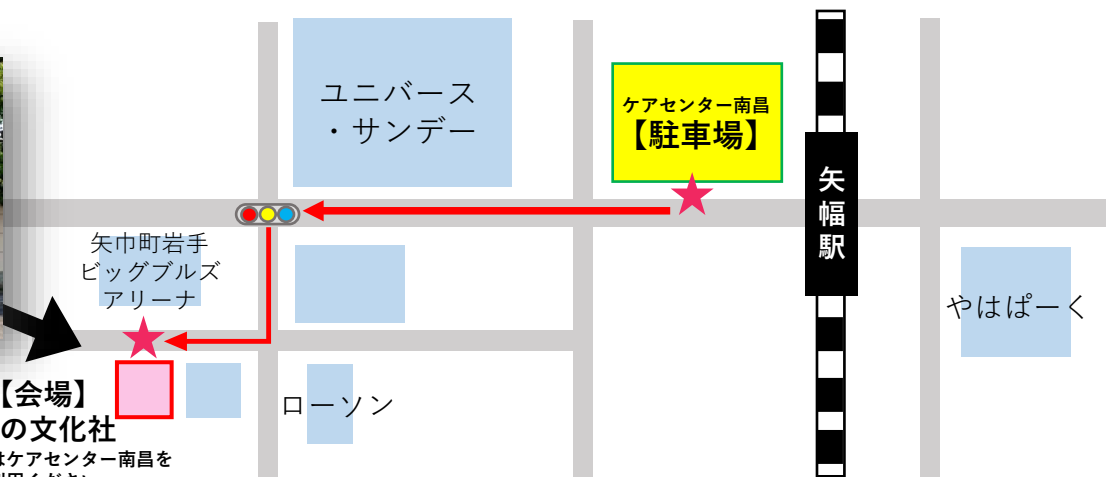 ユニバース
・サンデー
ケアセンター南昌
【駐車場】
矢幅駅
矢巾町岩手
ビッグブルズ
アリーナ
やはぱーく
【会場】
の文化社
ローソン
はケアセンター南昌を